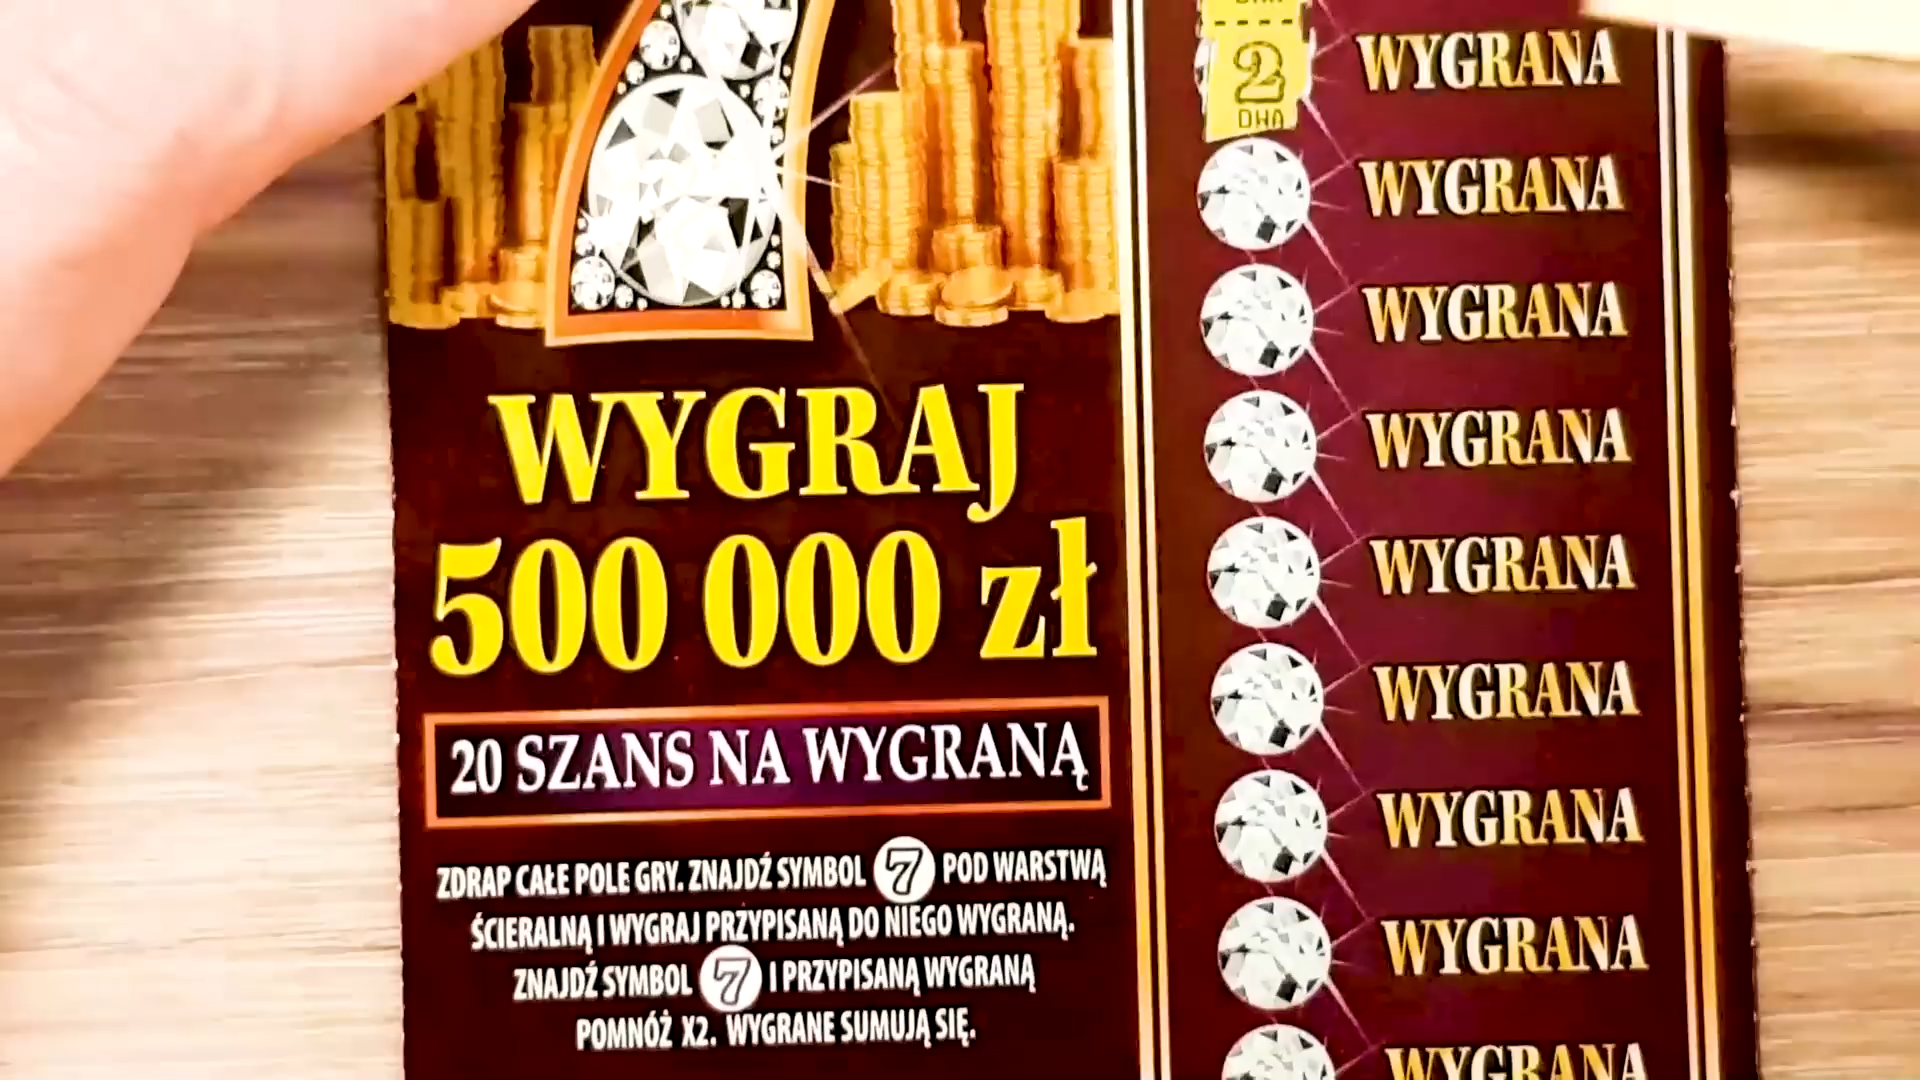 WYGRAJ
500 000 zł
20 SZANS NA WYGRANĄ
ZDRAP CAŁE POLE GRY. ZNAJDŹ SYMBOL 7 POD WARSTWĄ
ŚCIERALNĄ I WYGRAJ PRZYPISANĄ DO NIEGO WYGRANĄ.
ZNAJDŹ SYMBOL 7 I PRZYPISANĄ WYGRANĄ
POMNÓŻ X2. WYGRANE SUMUJĄ SIĘ.
2 WYGRANA
DWA
WYGRANA
WYGRANA
WYGRANA
WYGRANA
WYGRANA
WYGRANA
WYGRANA
WYGRANA